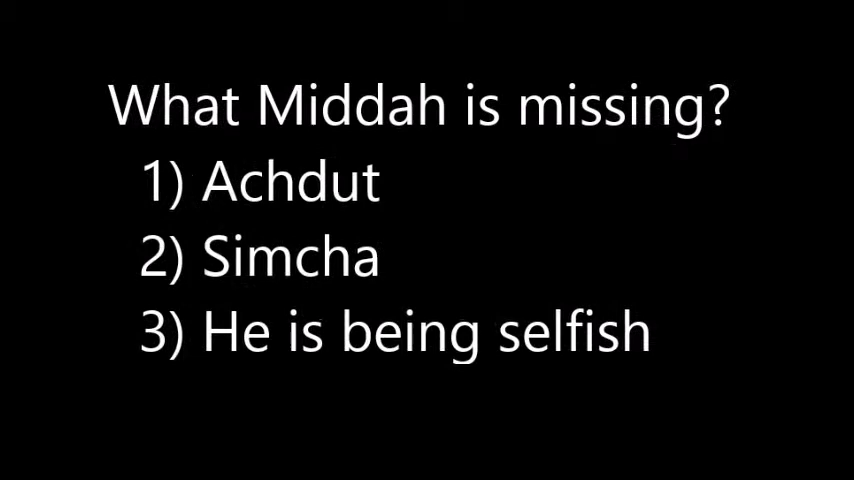 What Middah is missing?
1) Achdut
2) Simcha
3) He is being selfish